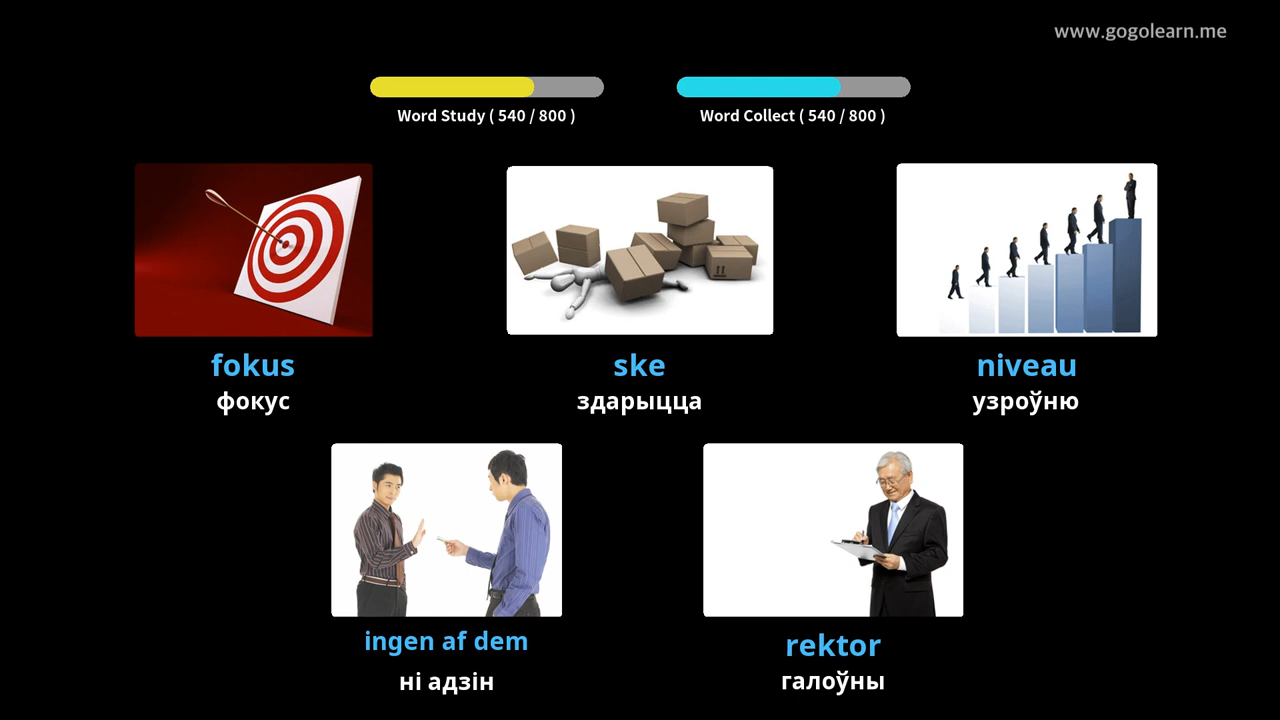 www.gogolearn.me
Word Study ( 540 / 800 )
Word Collect ( 540 / 800 )
fokus
фокус
ske
здарыцца
niveau
узроўню
ingen af dem
ні адзін
rektor
галоўны